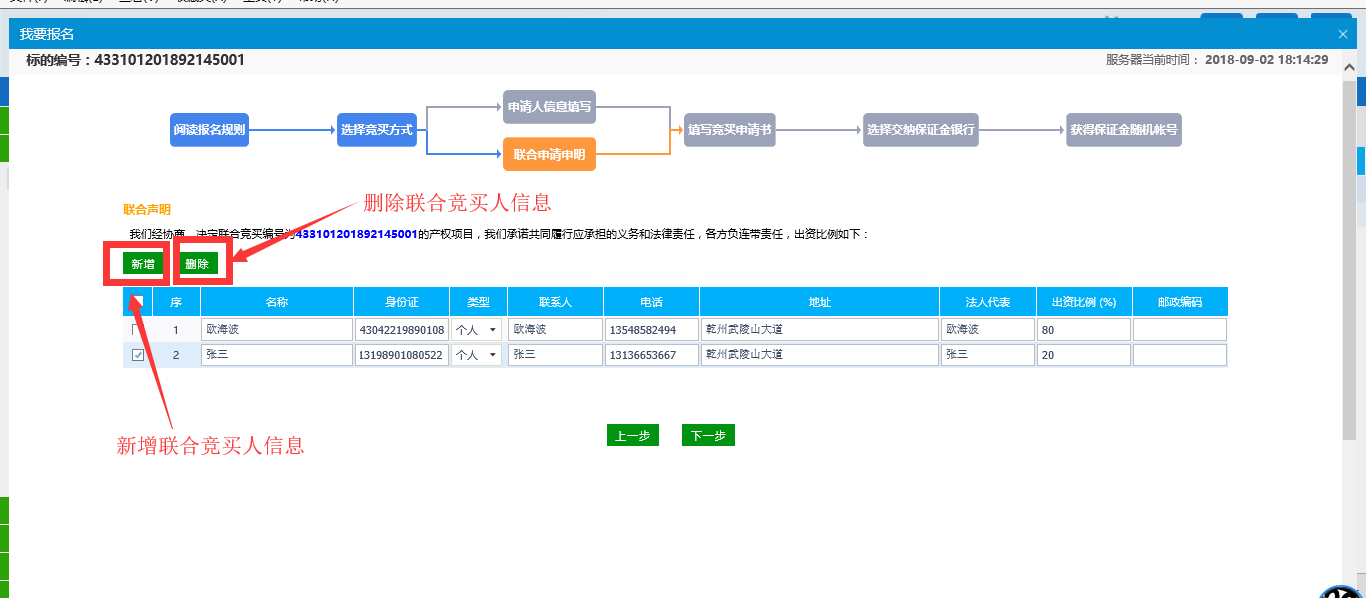 我要报名
标的编号：433101201892145001
服务器当前时间： 2018-09-02 18:14:29
申请人信息填写
阅读报名规则
选择竞买方式
填写竞买申请书
选择交纳保证金银行
获得保证金随机帐号
联合申请申明
删除联合竞买人信息
联合声明
我们经协商，决定联合竞买编号为433101201892145001的产权项目，我们承诺共同履行应承担的义务和法律责任，各方负连带责任，出资比例如下：
新增 删除
序 名称 身份证 类型 联系人 电话 地址 法人代表 出资比例 (%) 邮政编码
1 欧海波 43042219890108 个人 欧海波 13548582494 乾州武陵山大道 欧海波 80
2 张三 13198901080522 个人 张三 13136653667 乾州武陵山大道 张三 20
上一步 下一步
新增联合竞买人信息